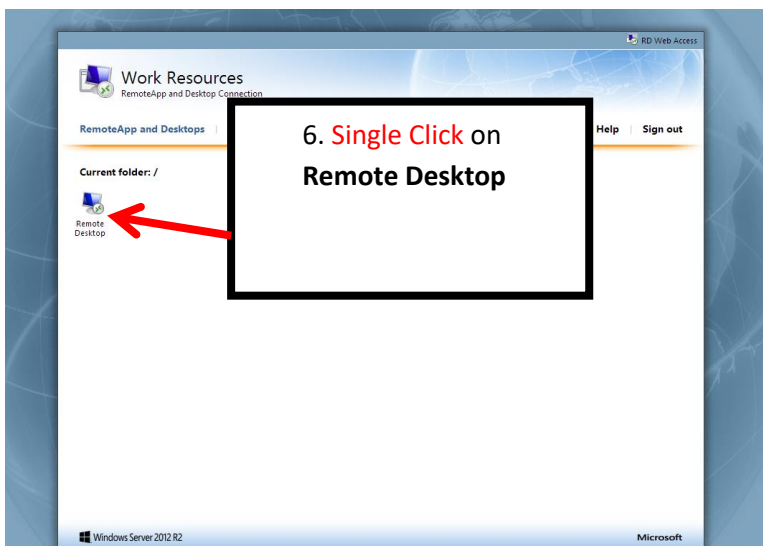 RD Web Access
Work Resources
RemoteApp and Desktop Connection
RemoteApp and Desktops
Help | Sign out
6. Single Click on
Remote Desktop
Current folder: /
Remote
Desktop
Windows Server 2012 R2
Microsoft